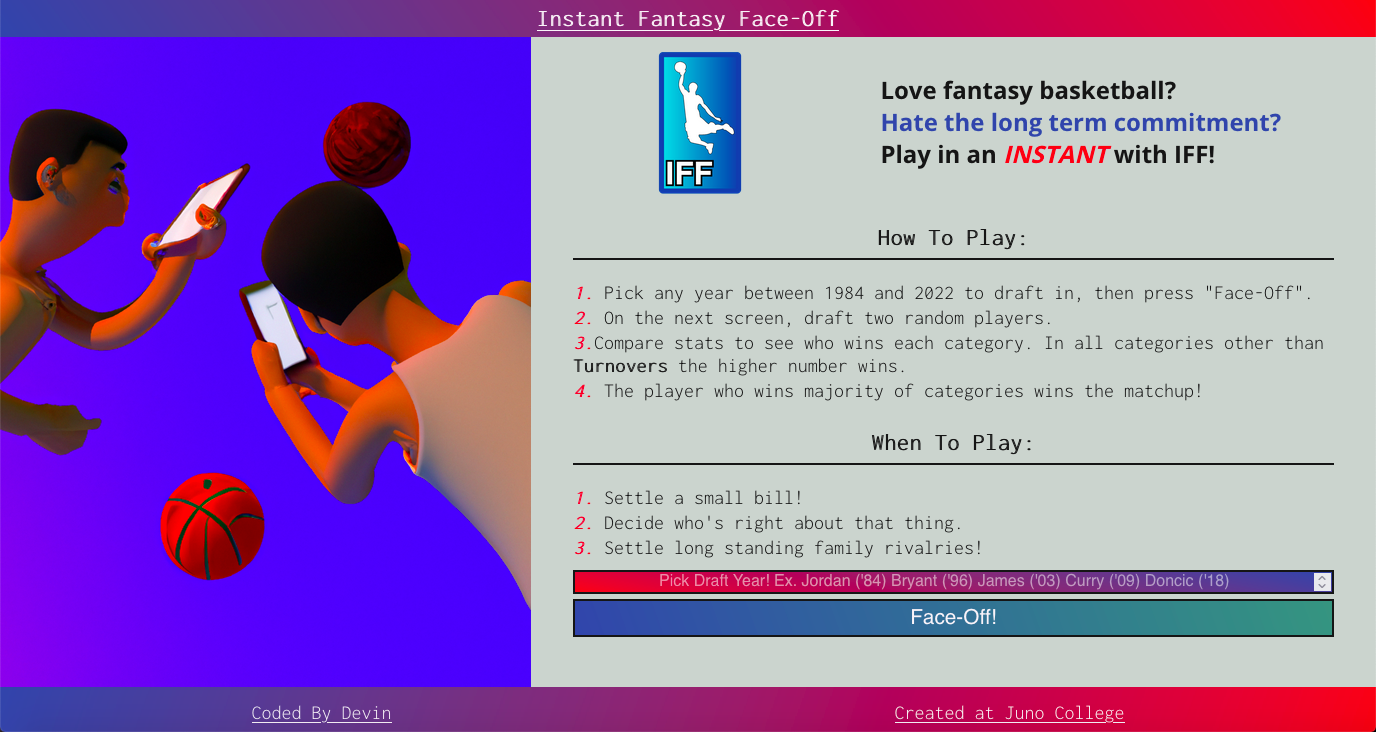 Instant Fantasy Face-Off
IFF
Love fantasy basketball?
Hate the long term commitment?
Play in an INSTANT with IFF!
How To Play:
1. Pick any year between 1984 and 2022 to draft in, then press "Face-Off".
2. On the next screen, draft two random players.
3.Compare stats to see who wins each category. In all categories other than
Turnovers the higher number wins.
4. The player who wins majority of categories wins the matchup!
When To Play:
1. Settle a small bill!
2. Decide who's right about that thing.
3. Settle long standing family rivalries!
Pick Draft Year! Ex. Jordan ('84) Bryant ('96) James ('03) Curry ('09) Doncic ('18)
Face-Off!
Coded By Devin
Created at Juno College